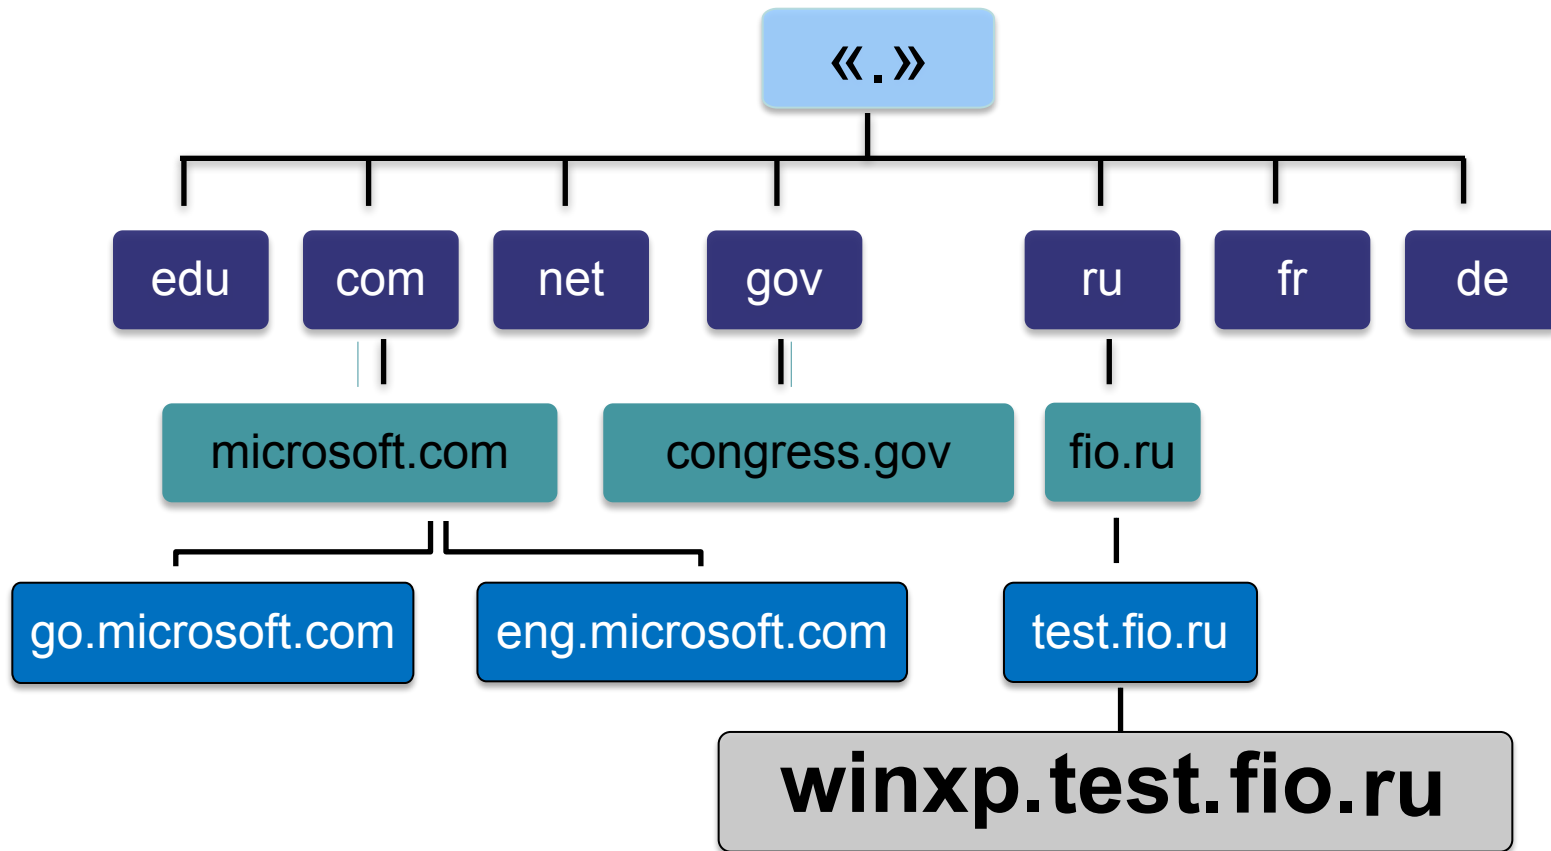 «.»
edu com net gov ru fr de
microsoft.com congress.gov fio.ru
go.microsoft.com eng.microsoft.com test.fio.ru
winxp.test.fio.ru